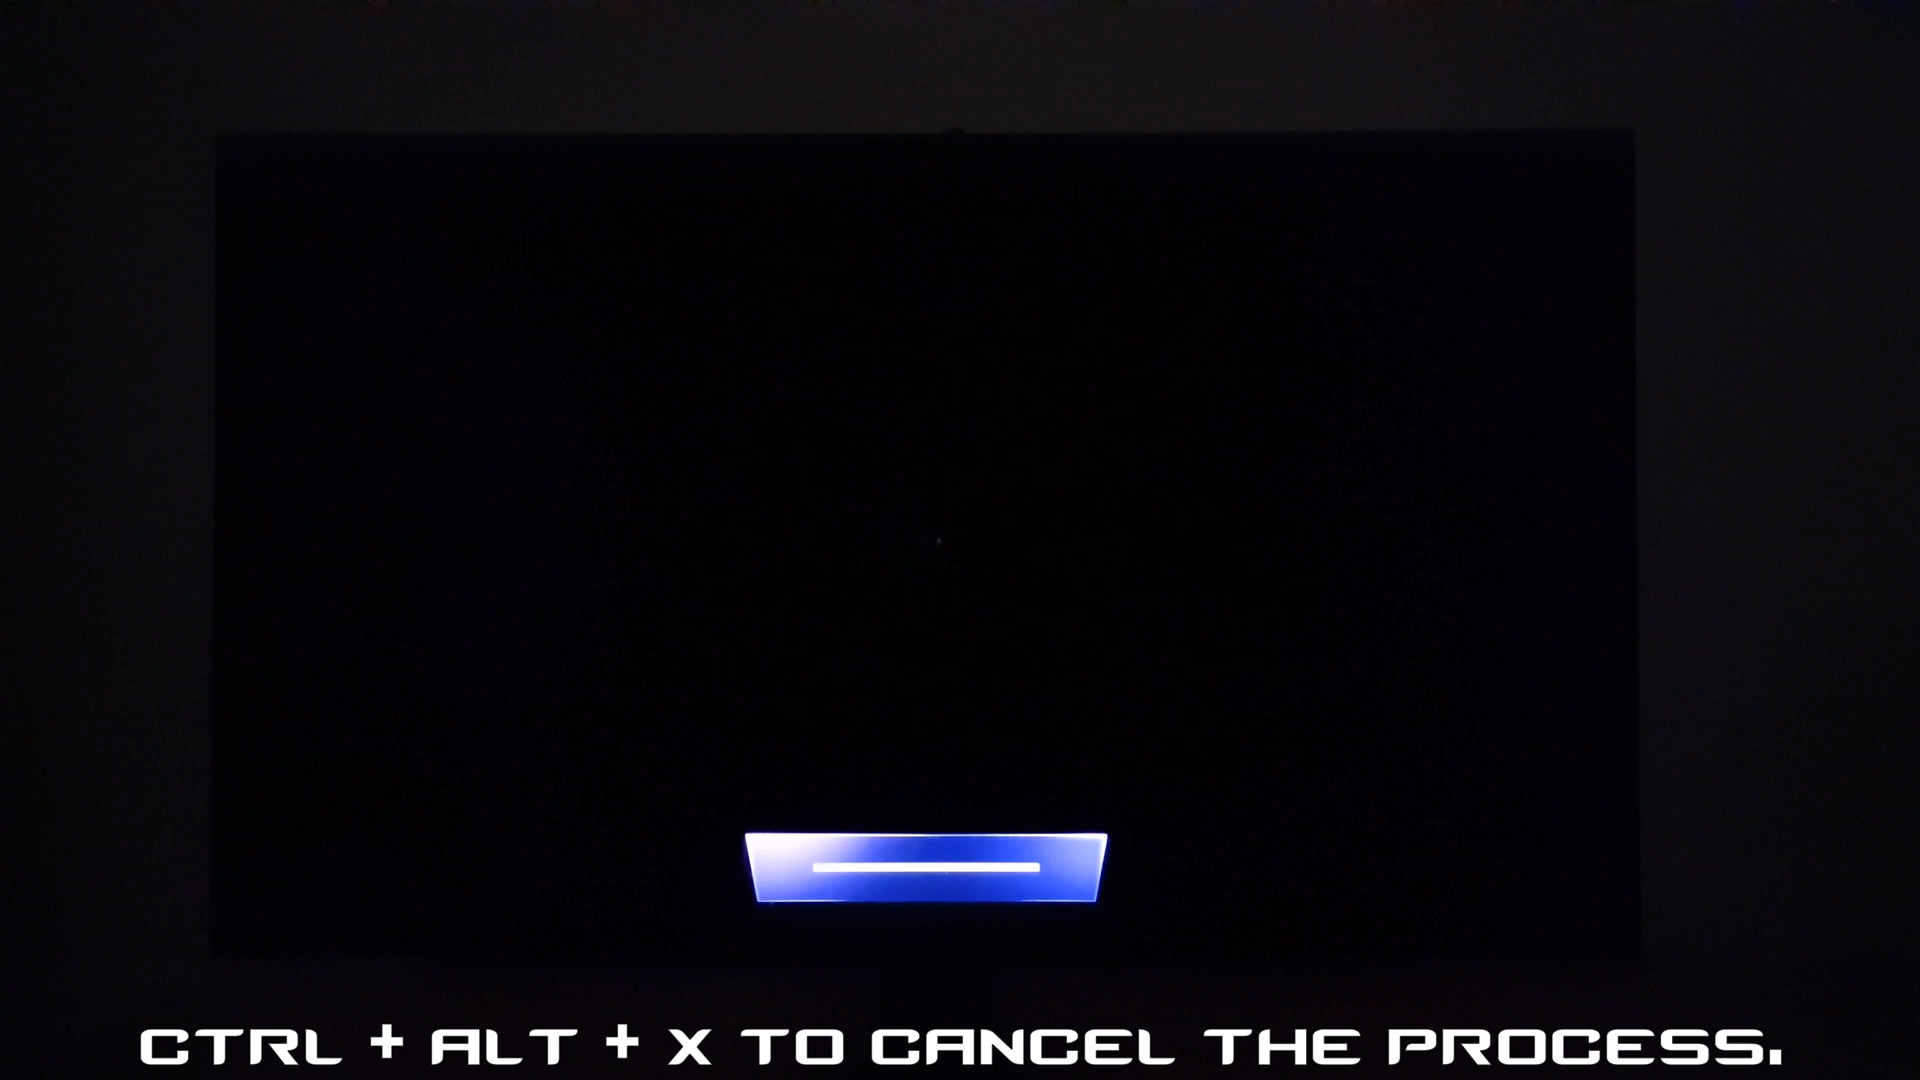 CTRL + ALT + X TO CANCEL THE PROCESS.